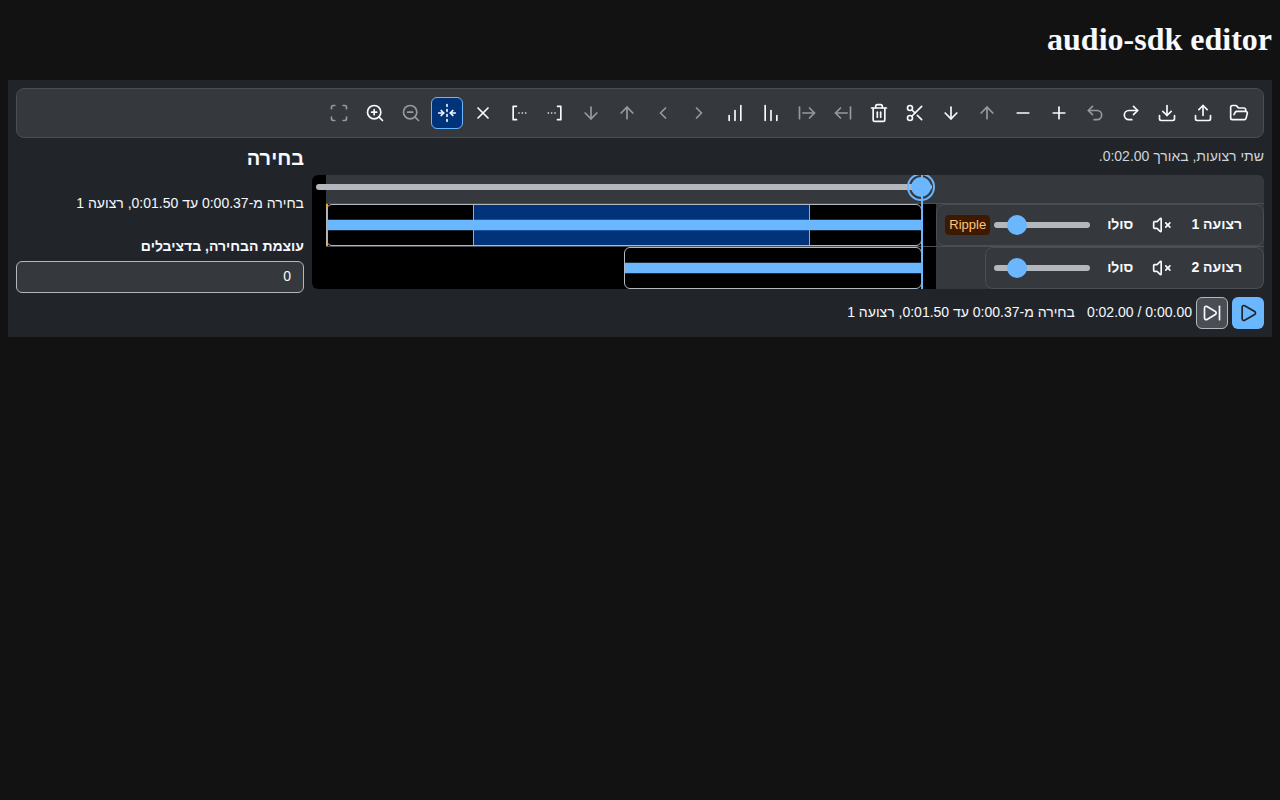 audio-sdk editor
שתי רצועות, באורך 0:02.00.
רצועה 1 סולו Ripple
רצועה 2 סולו
0:00.00 / 0:02.00 בחירה מ-0:00.37 עד 0:01.50, רצועה 1
בחירה
בחירה מ-0:00.37 עד 0:01.50, רצועה 1
עוצמת הבחירה, בדציבלים
0